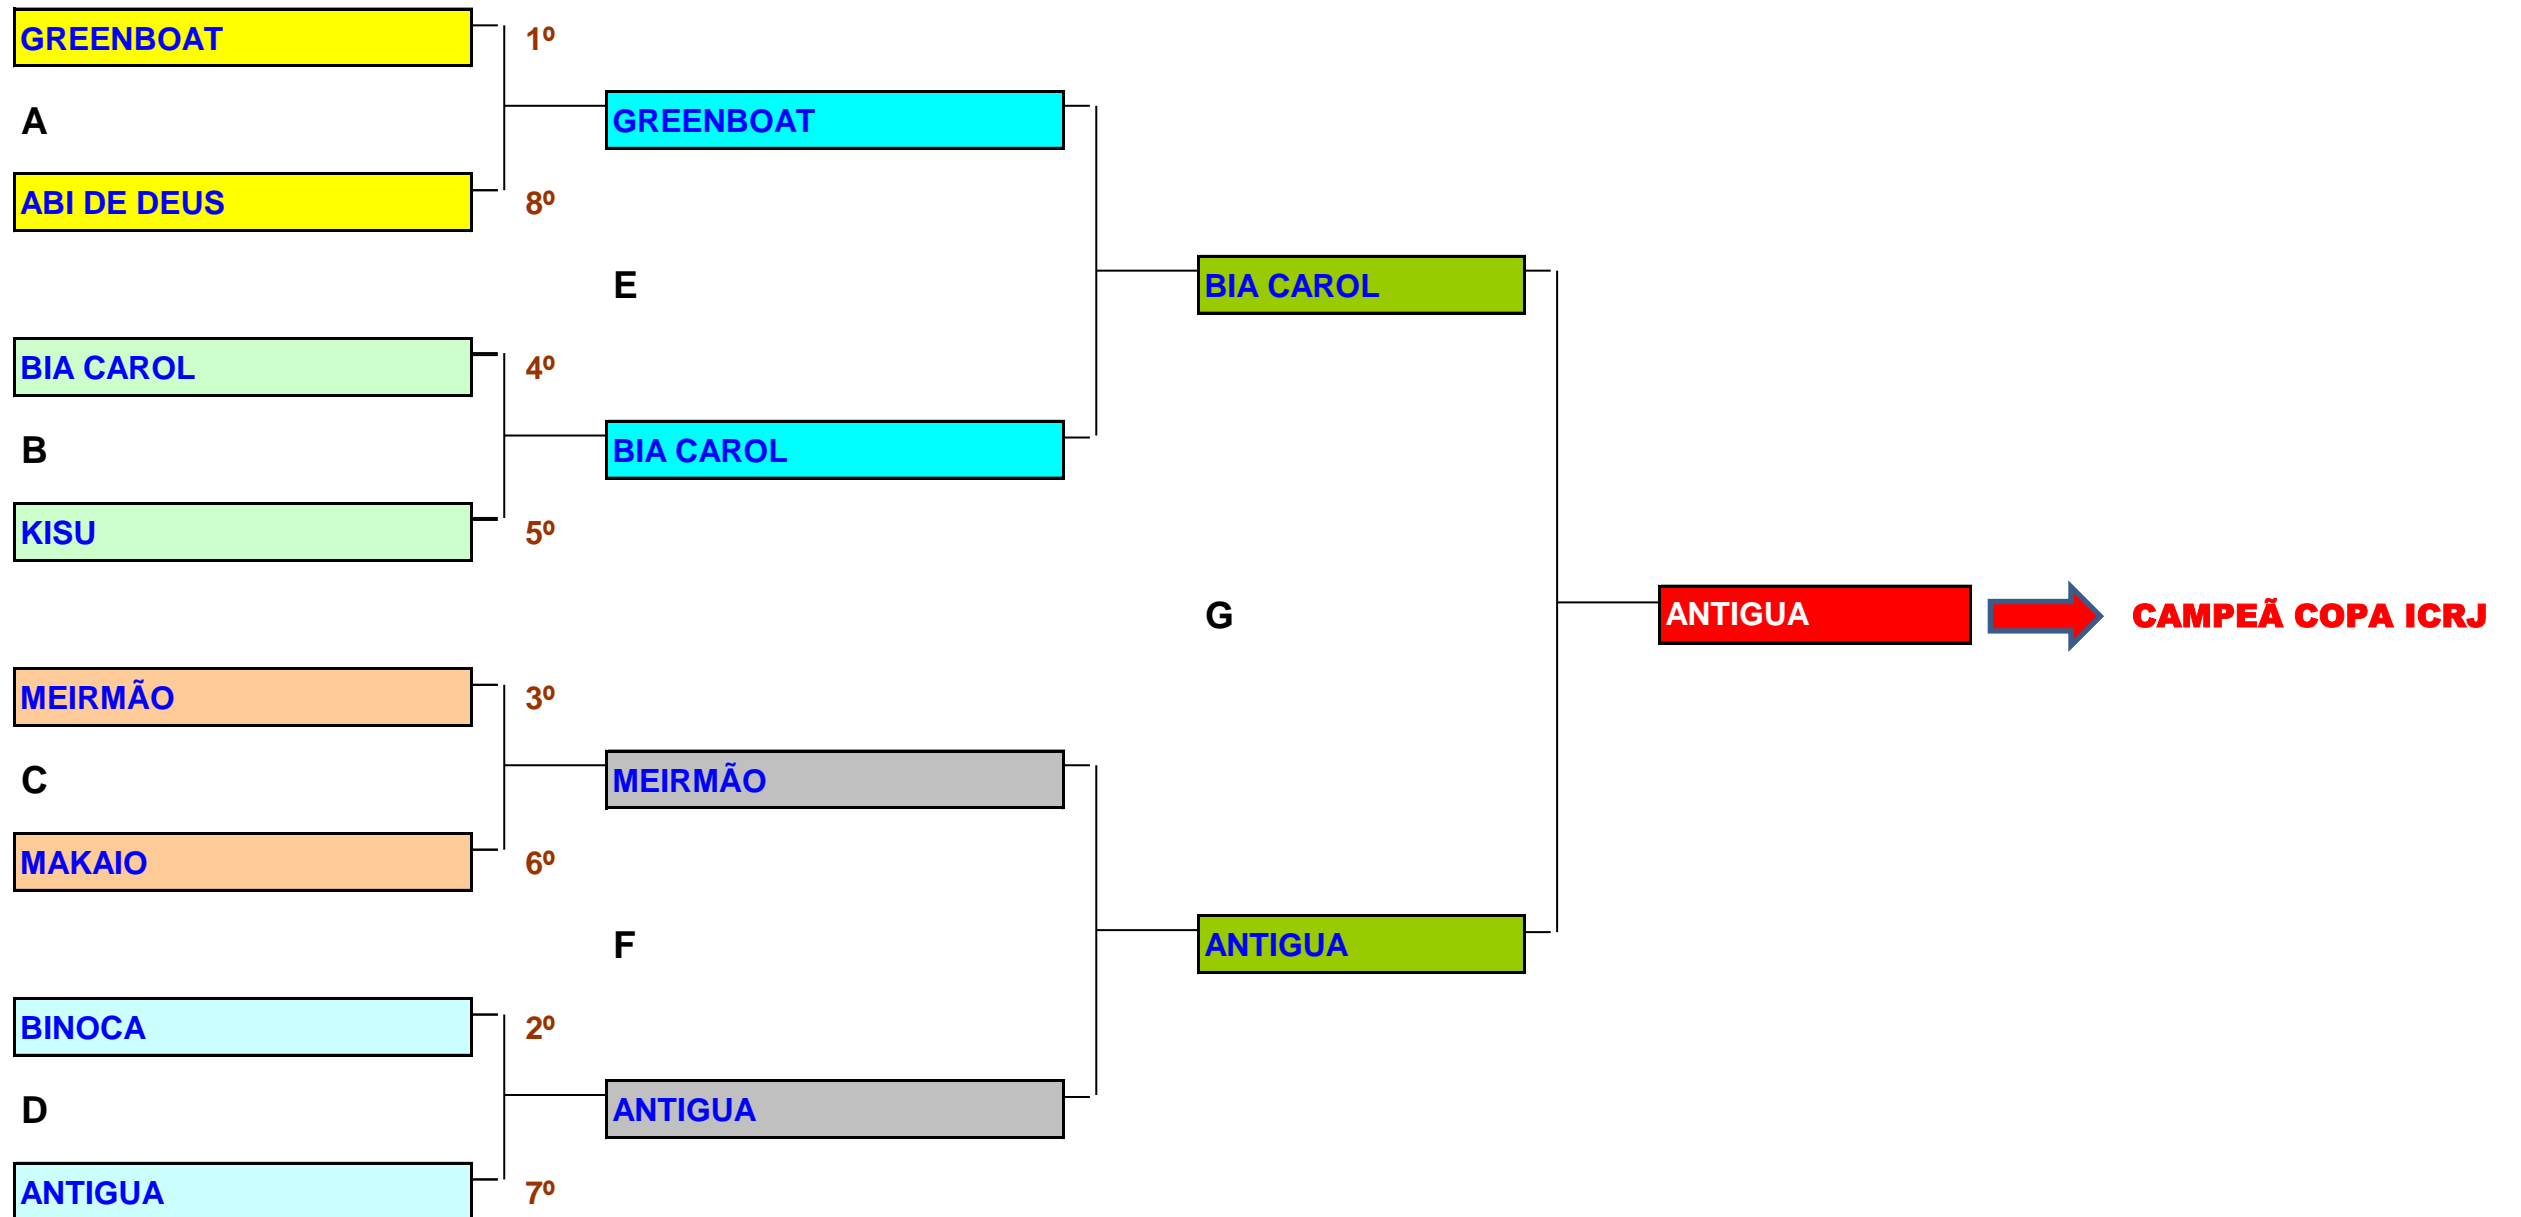 GREENBOAT
1º
A
GREENBOAT
ABI DE DEUS
8º
E
BIA CAROL
BIA CAROL
4º
B
BIA CAROL
KISU
5º
G
ANTIGUA
CAMPEÃ COPA ICRJ
MEIRMÃO
3º
C
MEIRMÃO
MAKAIO
6º
F
ANTIGUA
BINOCA
2º
D
ANTIGUA
ANTIGUA
7º